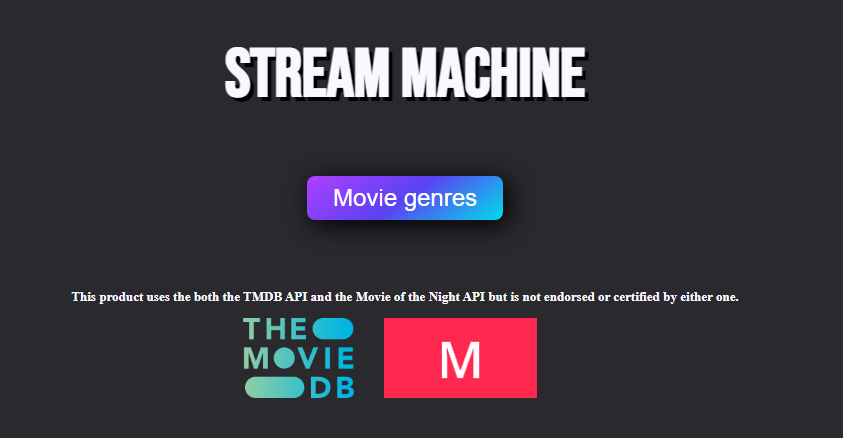 STREAM MACHINE
Movie genres
This product uses the both the TMDB API and the Movie of the Night API but is not endorsed or certified by either one.
THE
MOVIE
DB
M